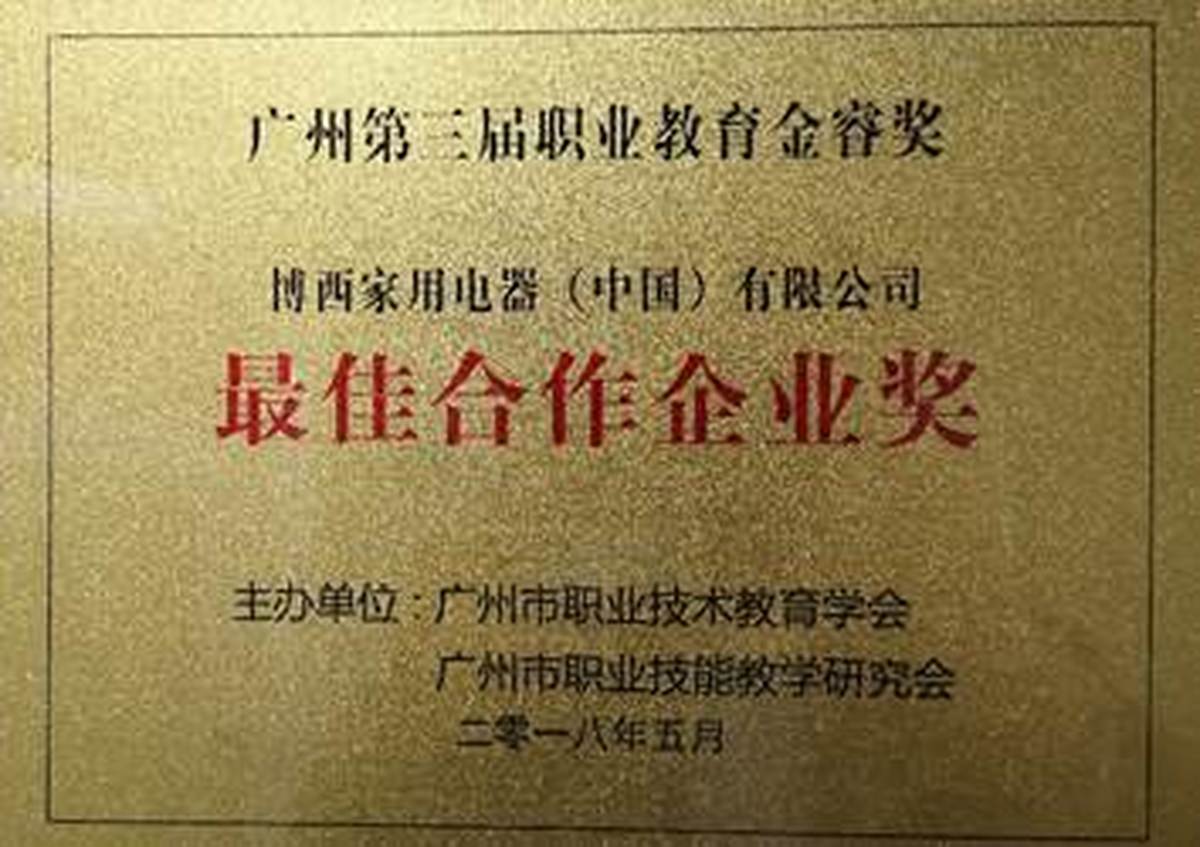 广州第三届职业教育金睿奖
博西家用电器（中国）有限公司
最佳合作企业奖
主办单位：广州市职业技术教育学会
广州市职业技能教学研究会
二零一八年五月